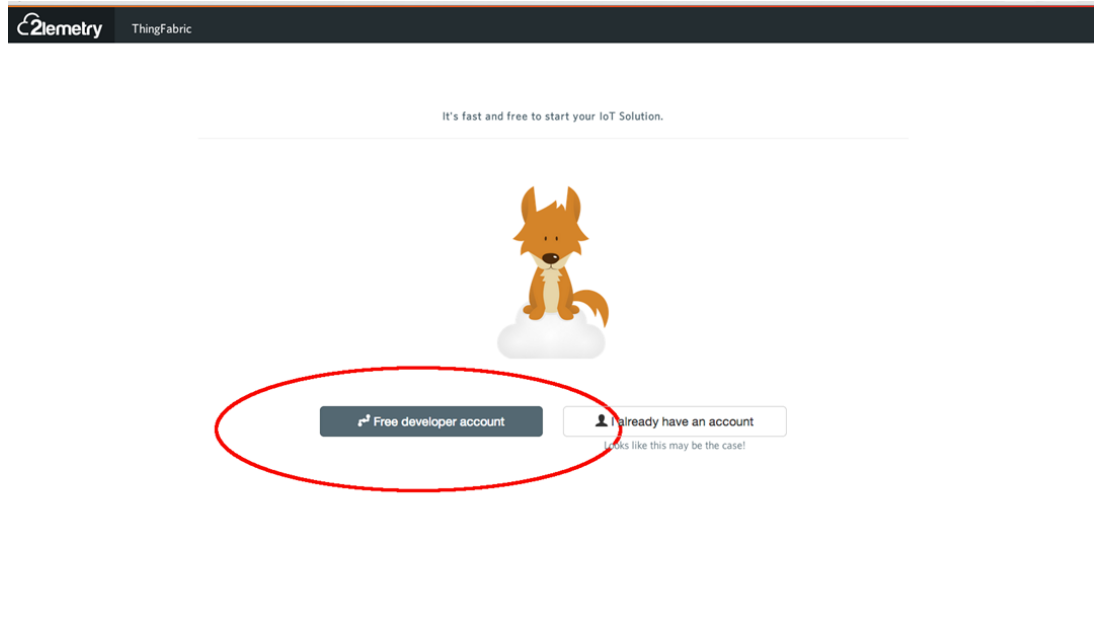 2lemetry
ThingFabric
It's fast and free to start your IoT Solution.
Free developer account
I already have an account
Looks like this may be the case!